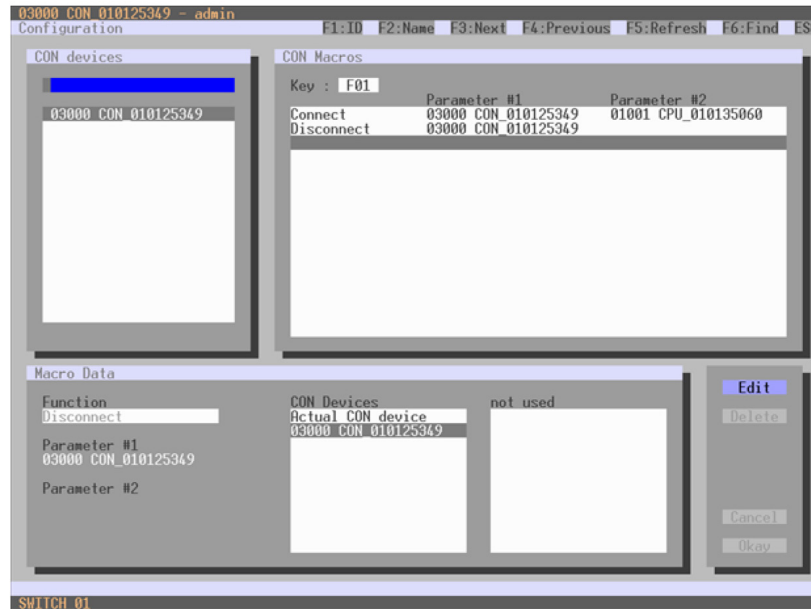 03000 CON_010125349 - admin
Configuration F1:ID F2:Name F3:Next F4:Previous F5:Refresh F6:Find ES
CON devices
03000 CON_010125349
CON Macros
Key : F01
Parameter #1 Parameter #2
Connect 03000 CON_010125349 01001 CPU_010135060
Disconnect 03000 CON_010125349
Macro Data
Function
Disconnect
Parameter #1
03000 CON_010125349
Parameter #2
CON Devices
Actual CON device
03000 CON_010125349
not used
Edit
Delete
Cancel
Okay
SWITCH 01